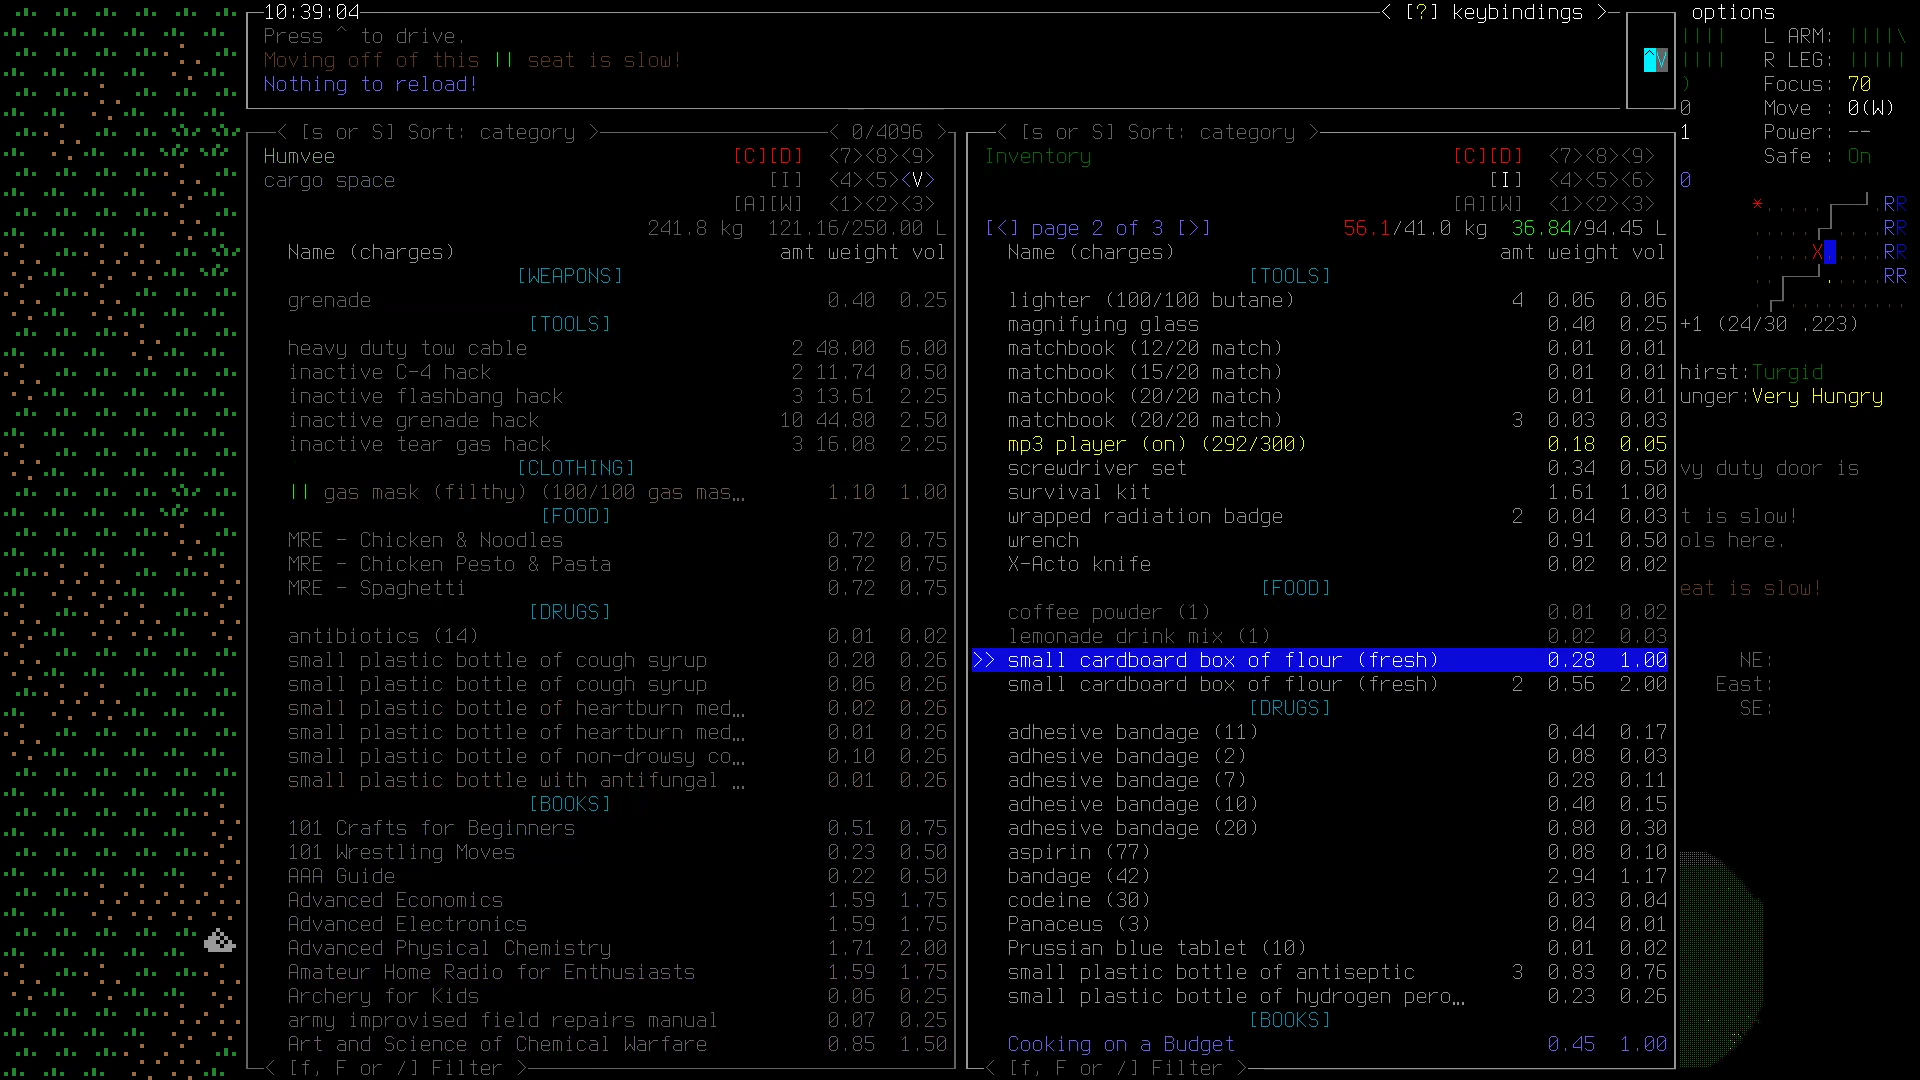 10:39:04 < [?] keybindings > options
Press ^ to drive. L ARM: ||||\
Moving off of this || seat is slow! R LEG: |||||
Nothing to reload! ) Focus: 70
0 Move : 0(W)
< [s or S] Sort: category > < 0/4096 > < [s or S] Sort: category > 1 Power: --
Humvee [C][D] <7><8><9> Inventory [C][D] <7><8><9> Safe : On
cargo space [I] <4><5><V> [I] <4><5><6> 0
[A][W] <1><2><3> [A][W] <1><2><3>
241.8 kg 121.16/250.00 L [<] page 2 of 3 [>] 56.1/41.0 kg 36.84/94.45 L
Name (charges) amt weight vol Name (charges) amt weight vol
[WEAPONS] [TOOLS]
grenade 0.40 0.25 lighter (100/100 butane) 4 0.06 0.06
[TOOLS] magnifying glass 0.40 0.25 +1 (24/30 .223)
heavy duty tow cable 2 48.00 6.00 matchbook (12/20 match) 0.01 0.01
inactive C-4 hack 2 11.74 0.50 matchbook (15/20 match) 0.01 0.01 hirst:Turgid
inactive flashbang hack 3 13.61 2.25 matchbook (20/20 match) 0.01 0.01 unger:Very Hungry
inactive grenade hack 10 44.80 2.50 matchbook (20/20 match) 3 0.03 0.03
inactive tear gas hack 3 16.08 2.25 mp3 player (on) (292/300) 0.18 0.05
[CLOTHING] screwdriver set 0.34 0.50 vy duty door is
|| gas mask (filthy) (100/100 gas mas… 1.10 1.00 survival kit 1.61 1.00
[FOOD] wrapped radiation badge 2 0.04 0.03 t is slow!
MRE - Chicken & Noodles 0.72 0.75 wrench 0.91 0.50 ols here.
MRE - Chicken Pesto & Pasta 0.72 0.75 X-Acto knife 0.02 0.02
MRE - Spaghetti 0.72 0.75 [FOOD] eat is slow!
[DRUGS] coffee powder (1) 0.01 0.02
antibiotics (14) 0.01 0.02 lemonade drink mix (1) 0.02 0.03
small plastic bottle of cough syrup 0.20 0.26 >> small cardboard box of flour (fresh) 0.28 1.00 NE:
small plastic bottle of cough syrup 0.06 0.26 small cardboard box of flour (fresh) 2 0.56 2.00 East:
small plastic bottle of heartburn med… 0.02 0.26 [DRUGS] SE:
small plastic bottle of heartburn med… 0.01 0.26 adhesive bandage (11) 0.44 0.17
small plastic bottle of non-drowsy co… 0.10 0.26 adhesive bandage (2) 0.08 0.03
small plastic bottle with antifungal … 0.01 0.26 adhesive bandage (7) 0.28 0.11
[BOOKS] adhesive bandage (10) 0.40 0.15
101 Crafts for Beginners 0.51 0.75 adhesive bandage (20) 0.80 0.30
101 Wrestling Moves 0.23 0.50 aspirin (77) 0.08 0.10
AAA Guide 0.22 0.50 bandage (42) 2.94 1.17
Advanced Economics 1.59 1.75 codeine (30) 0.03 0.04
Advanced Electronics 1.59 1.75 Panaceus (3) 0.04 0.01
Advanced Physical Chemistry 1.71 2.00 Prussian blue tablet (10) 0.01 0.02
Amateur Home Radio for Enthusiasts 1.59 1.75 small plastic bottle of antiseptic 3 0.83 0.76
Archery for Kids 0.06 0.25 small plastic bottle of hydrogen pero… 0.23 0.26
army improvised field repairs manual 0.07 0.25 [BOOKS]
Art and Science of Chemical Warfare 0.85 1.50 Cooking on a Budget 0.45 1.00
< [f, F or /] Filter > < [f, F or /] Filter >